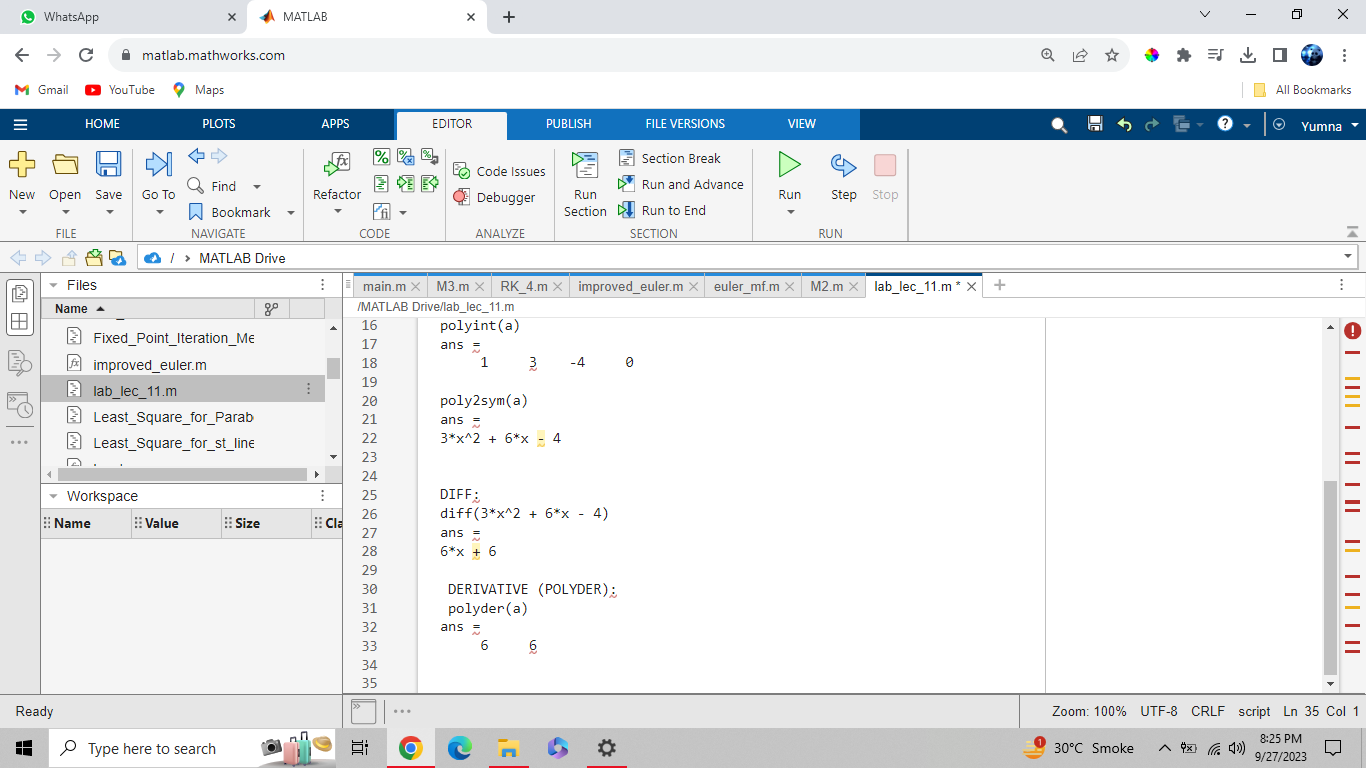 WhatsApp
MATLAB
matlab.mathworks.com
Gmail YouTube Maps All Bookmarks
HOME PLOTS APPS EDITOR PUBLISH FILE VERSIONS VIEW Yumna
New Open Save Go To Find Bookmark Refactor Code Issues Debugger Run Section Section Break Run and Advance Run to End Run Step Stop
FILE NAVIGATE CODE ANALYZE SECTION RUN
/ › MATLAB Drive
Files
Name
Fixed_Point_Iteration_Me
improved_euler.m
lab_lec_11.m
Least_Square_for_Parab
Least_Square_for_st_line
Workspace
Name Value Size Cla
main.m M3.m RK_4.m improved_euler.m euler_mf.m M2.m lab_lec_11.m *
/MATLAB Drive/lab_lec_11.m
16 polyint(a)
17 ans =
18 1 3 -4 0
19
20 poly2sym(a)
21 ans =
22 3*x^2 + 6*x - 4
23
24
25 DIFF:
26 diff(3*x^2 + 6*x - 4)
27 ans =
28 6*x + 6
29
30 DERIVATIVE (POLYDER):
31 polyder(a)
32 ans =
33 6 6
34
35
Ready
Zoom: 100% UTF-8 CRLF script Ln 35 Col 1
Type here to search
1
30°C Smoke
8:25 PM
9/27/2023